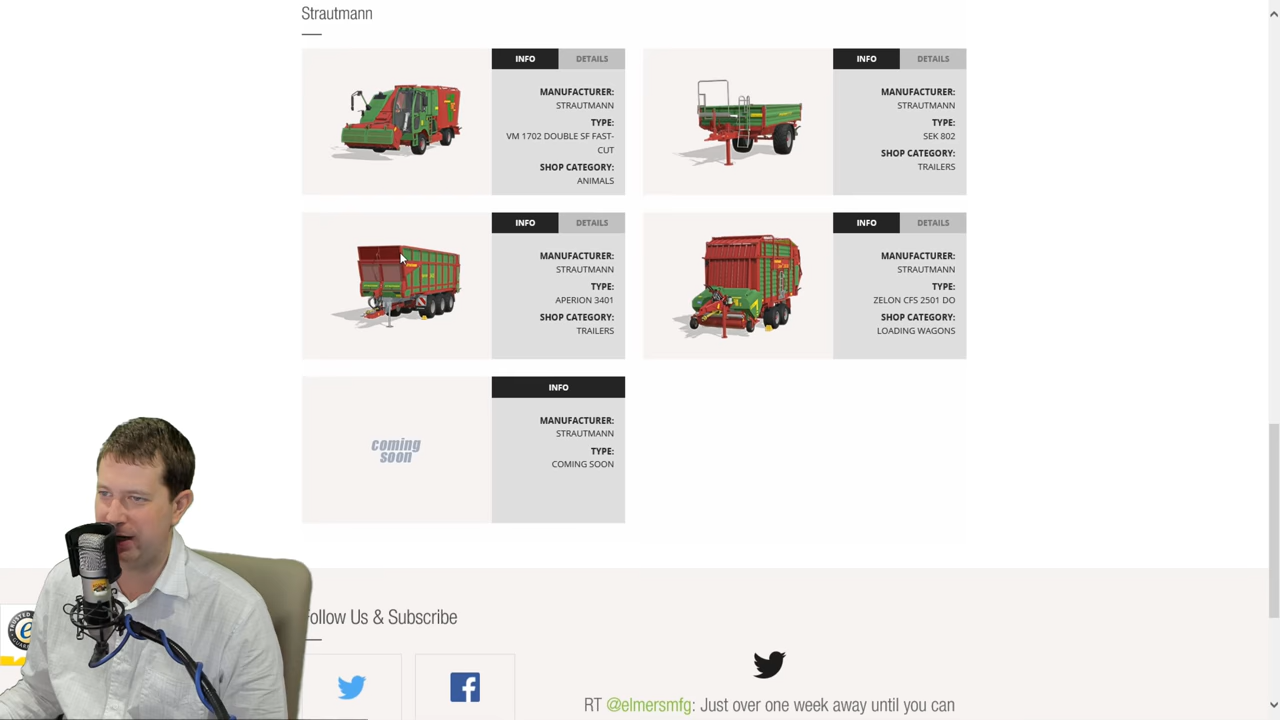 Strautmann
INFO
DETAILS
MANUFACTURER:
STRAUTMANN
TYPE:
VM 1702 DOUBLE SF FAST-
CUT
SHOP CATEGORY:
ANIMALS
INFO
DETAILS
MANUFACTURER:
STRAUTMANN
TYPE:
SEK 802
SHOP CATEGORY:
TRAILERS
INFO
DETAILS
MANUFACTURER:
STRAUTMANN
TYPE:
APERION 3401
SHOP CATEGORY:
TRAILERS
INFO
DETAILS
MANUFACTURER:
STRAUTMANN
TYPE:
ZELON CFS 2501 DO
SHOP CATEGORY:
LOADING WAGONS
coming
soon
INFO
MANUFACTURER:
STRAUTMANN
TYPE:
COMING SOON
ollow Us & Subscribe
RT @elmersmfg: Just over one week away until you can